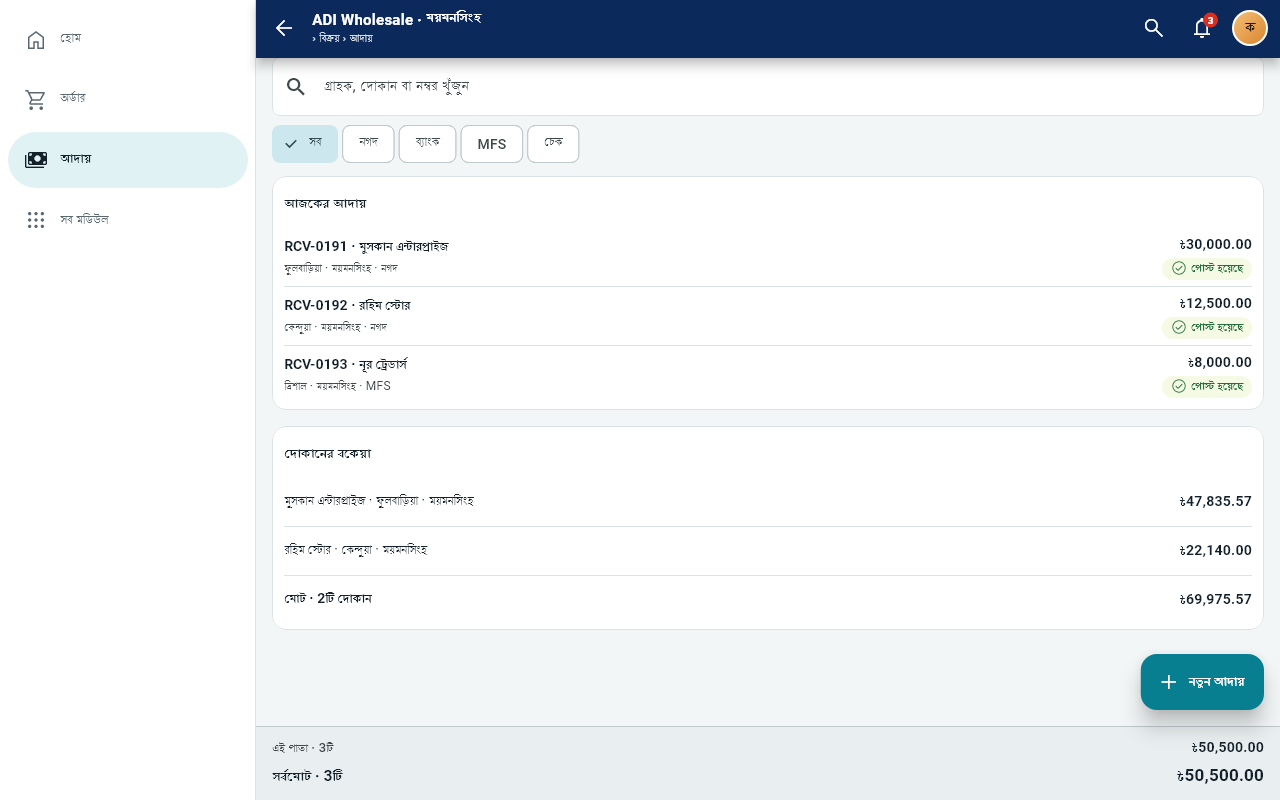 হোম
অর্ডার
আদায়
সব মডিউল
ADI Wholesale · ময়মনসিংহ
› বিক্রয় › আদায়
3
ক
গ্রাহক, দোকান বা নম্বর খুঁজুন
সব
নগদ
ব্যাংক
MFS
চেক
আজকের আদায়
RCV-0191 · মুসকান এন্টারপ্রাইজ ৳30,000.00
ফুলবাড়িয়া · ময়মনসিংহ · নগদ পোস্ট হয়েছে
RCV-0192 · রহিম স্টোর ৳12,500.00
কেন্দুয়া · ময়মনসিংহ · নগদ পোস্ট হয়েছে
RCV-0193 · নূর ট্রেডার্স ৳8,000.00
ত্রিশাল · ময়মনসিংহ · MFS পোস্ট হয়েছে
দোকানের বকেয়া
মুসকান এন্টারপ্রাইজ · ফুলবাড়িয়া · ময়মনসিংহ ৳47,835.57
রহিম স্টোর · কেন্দুয়া · ময়মনসিংহ ৳22,140.00
মোট · 2টি দোকান ৳69,975.57
নতুন আদায়
এই পাতা · 3টি ৳50,500.00
সর্বমোট · 3টি ৳50,500.00